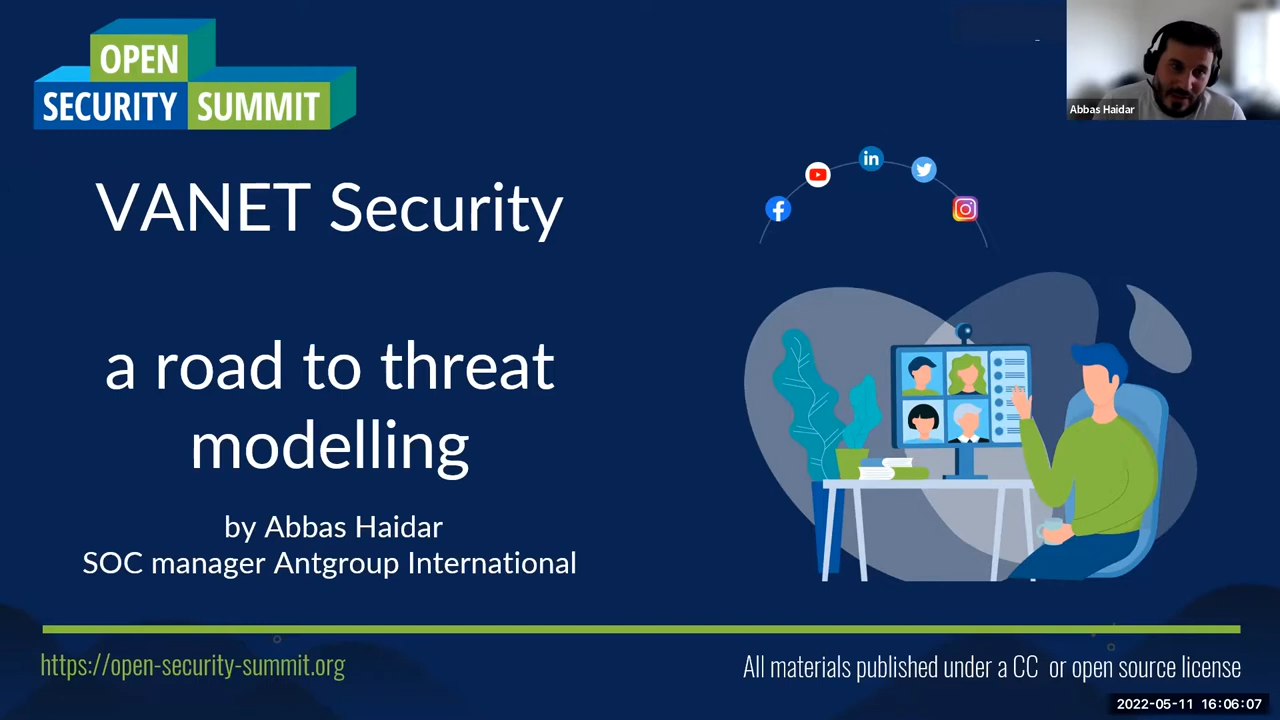 OPEN
SECURITY SUMMIT
Abbas Haidar
in
VANET Security
a road to threat
modelling
by Abbas Haidar
SOC manager Antgroup International
https://open-security-summit.org
All materials published under a CC or open source license
2022-05-11 16:06:07